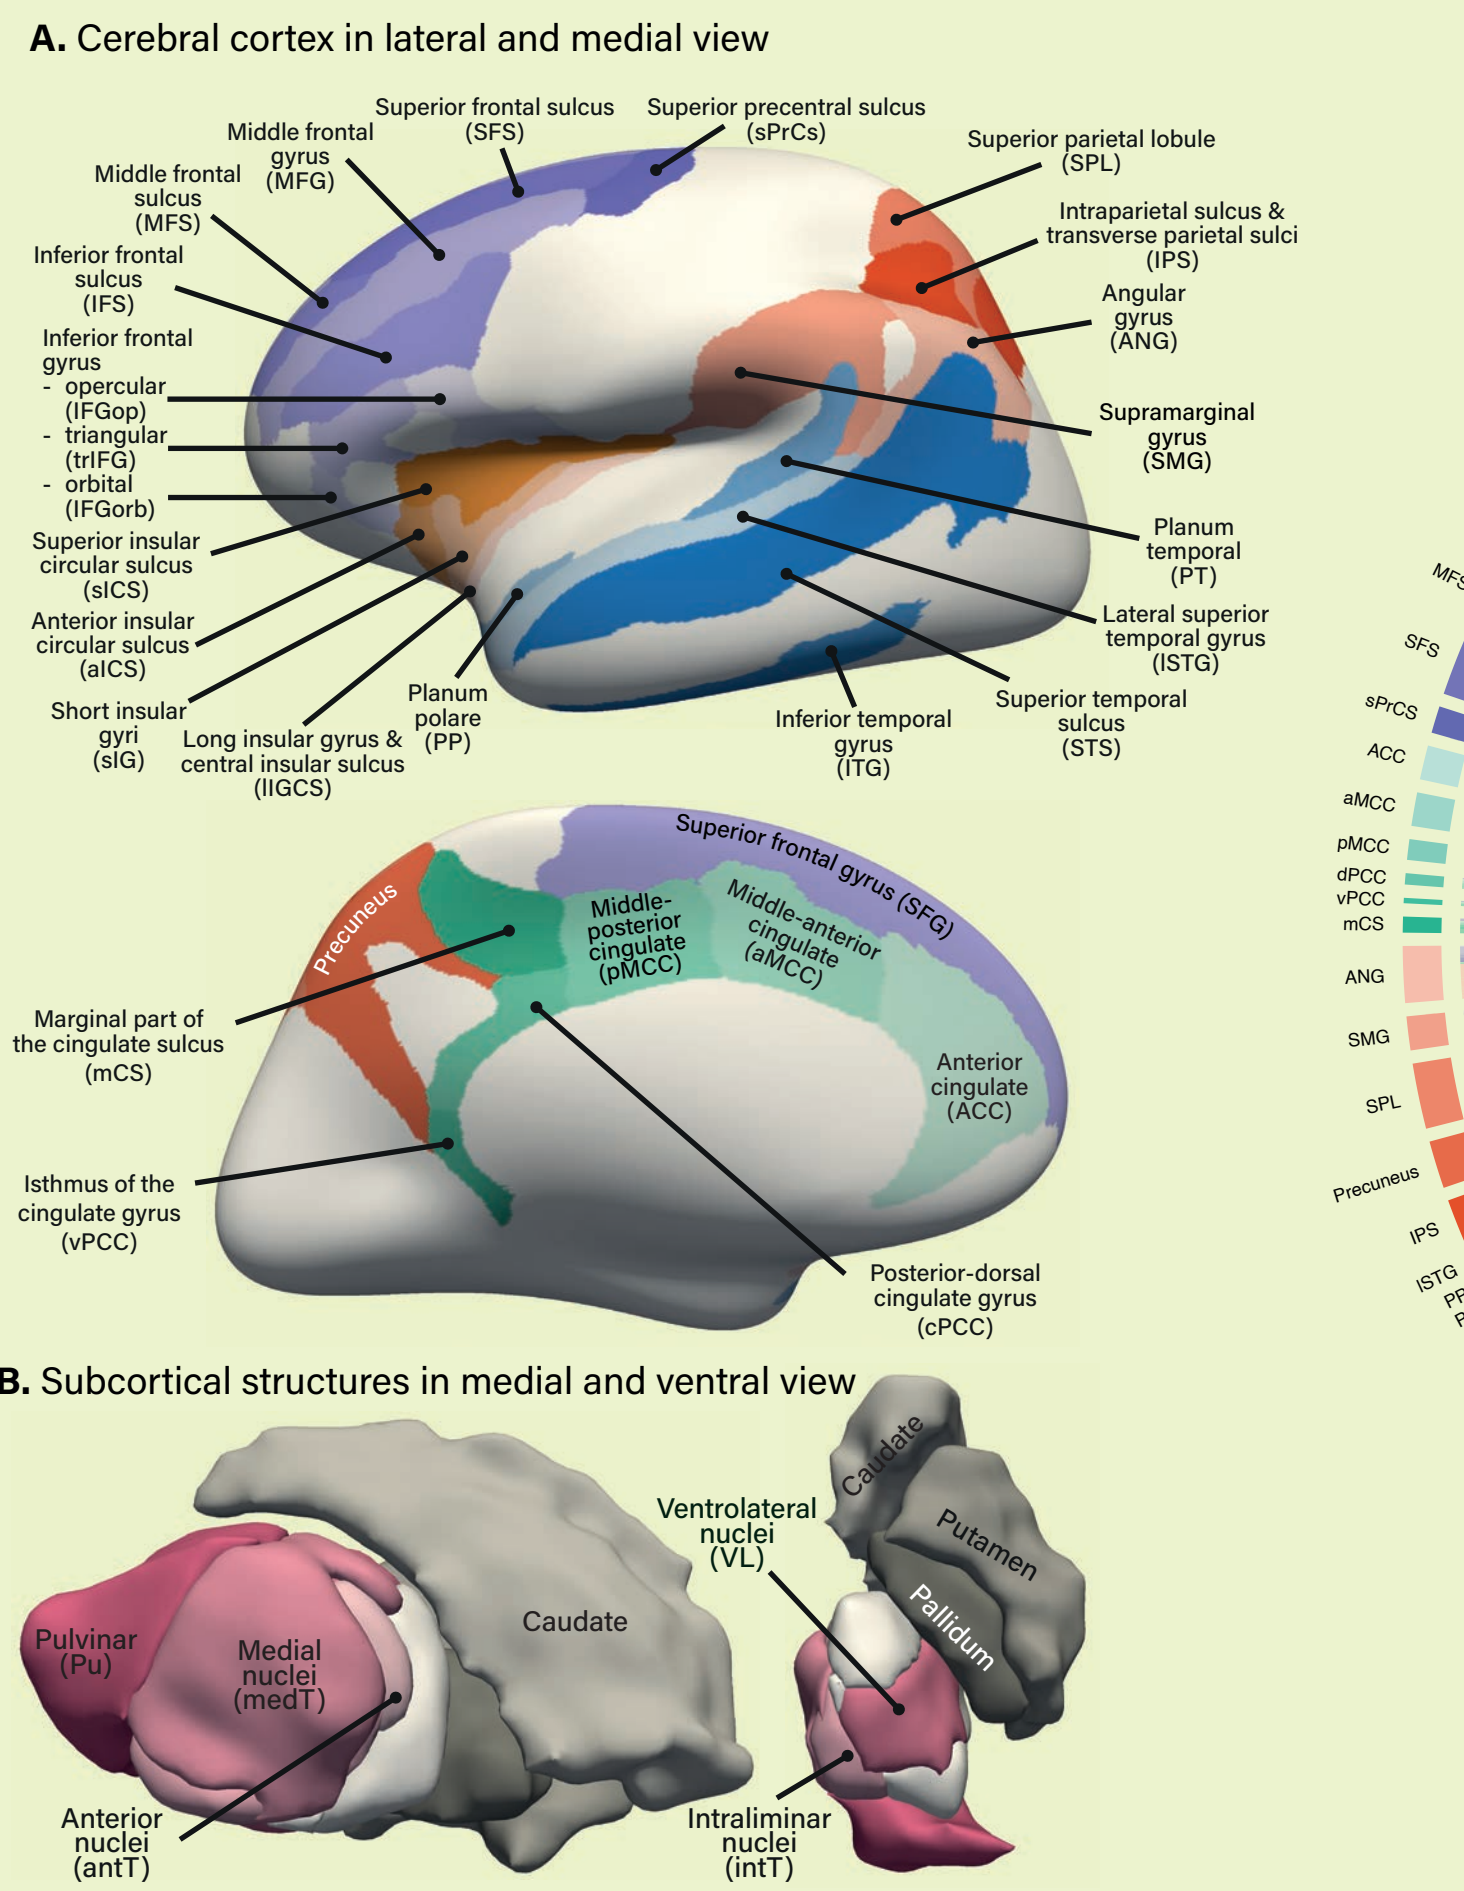 A. Cerebral cortex in lateral and medial view
Superior frontal sulcus
(SFS)
Superior precentral sulcus
(sPrCs)
Middle frontal
gyrus
(MFG)
Superior parietal lobule
(SPL)
Middle frontal
sulcus
(MFS)
Intraparietal sulcus &
transverse parietal sulci
(IPS)
Inferior frontal
sulcus
(IFS)
Angular
gyrus
(ANG)
Inferior frontal
gyrus
- opercular
(IFGop)
- triangular
(trIFG)
- orbital
(IFGorb)
Supramarginal
gyrus
(SMG)
Superior insular
circular sulcus
(sICS)
Planum
temporal
(PT)
Anterior insular
circular sulcus
(aICS)
Lateral superior
temporal gyrus
(lSTG)
Short insular
gyri
(sIG)
Long insular gyrus &
central insular sulcus
(lIGCS)
Planum
polare
(PP)
Inferior temporal
gyrus
(ITG)
Superior temporal
sulcus
(STS)
Superior frontal gyrus (SFG)
Precuneus
Middle-
posterior
cingulate
(pMCC)
Middle-anterior
cingulate
(aMCC)
Anterior
cingulate
(ACC)
Marginal part of
the cingulate sulcus
(mCS)
Isthmus of the
cingulate gyrus
(vPCC)
Posterior-dorsal
cingulate gyrus
(cPCC)
MFS
SFS
sPrCS
ACC
aMCC
pMCC
dPCC
vPCC
mCS
ANG
SMG
SPL
Precuneus
IPS
lSTG
PP
B. Subcortical structures in medial and ventral view
Pulvinar
(Pu)
Medial
nuclei
(medT)
Caudate
Anterior
nuclei
(antT)
Ventrolateral
nuclei
(VL)
Caudate
Putamen
Pallidum
Intraliminar
nuclei
(intT)